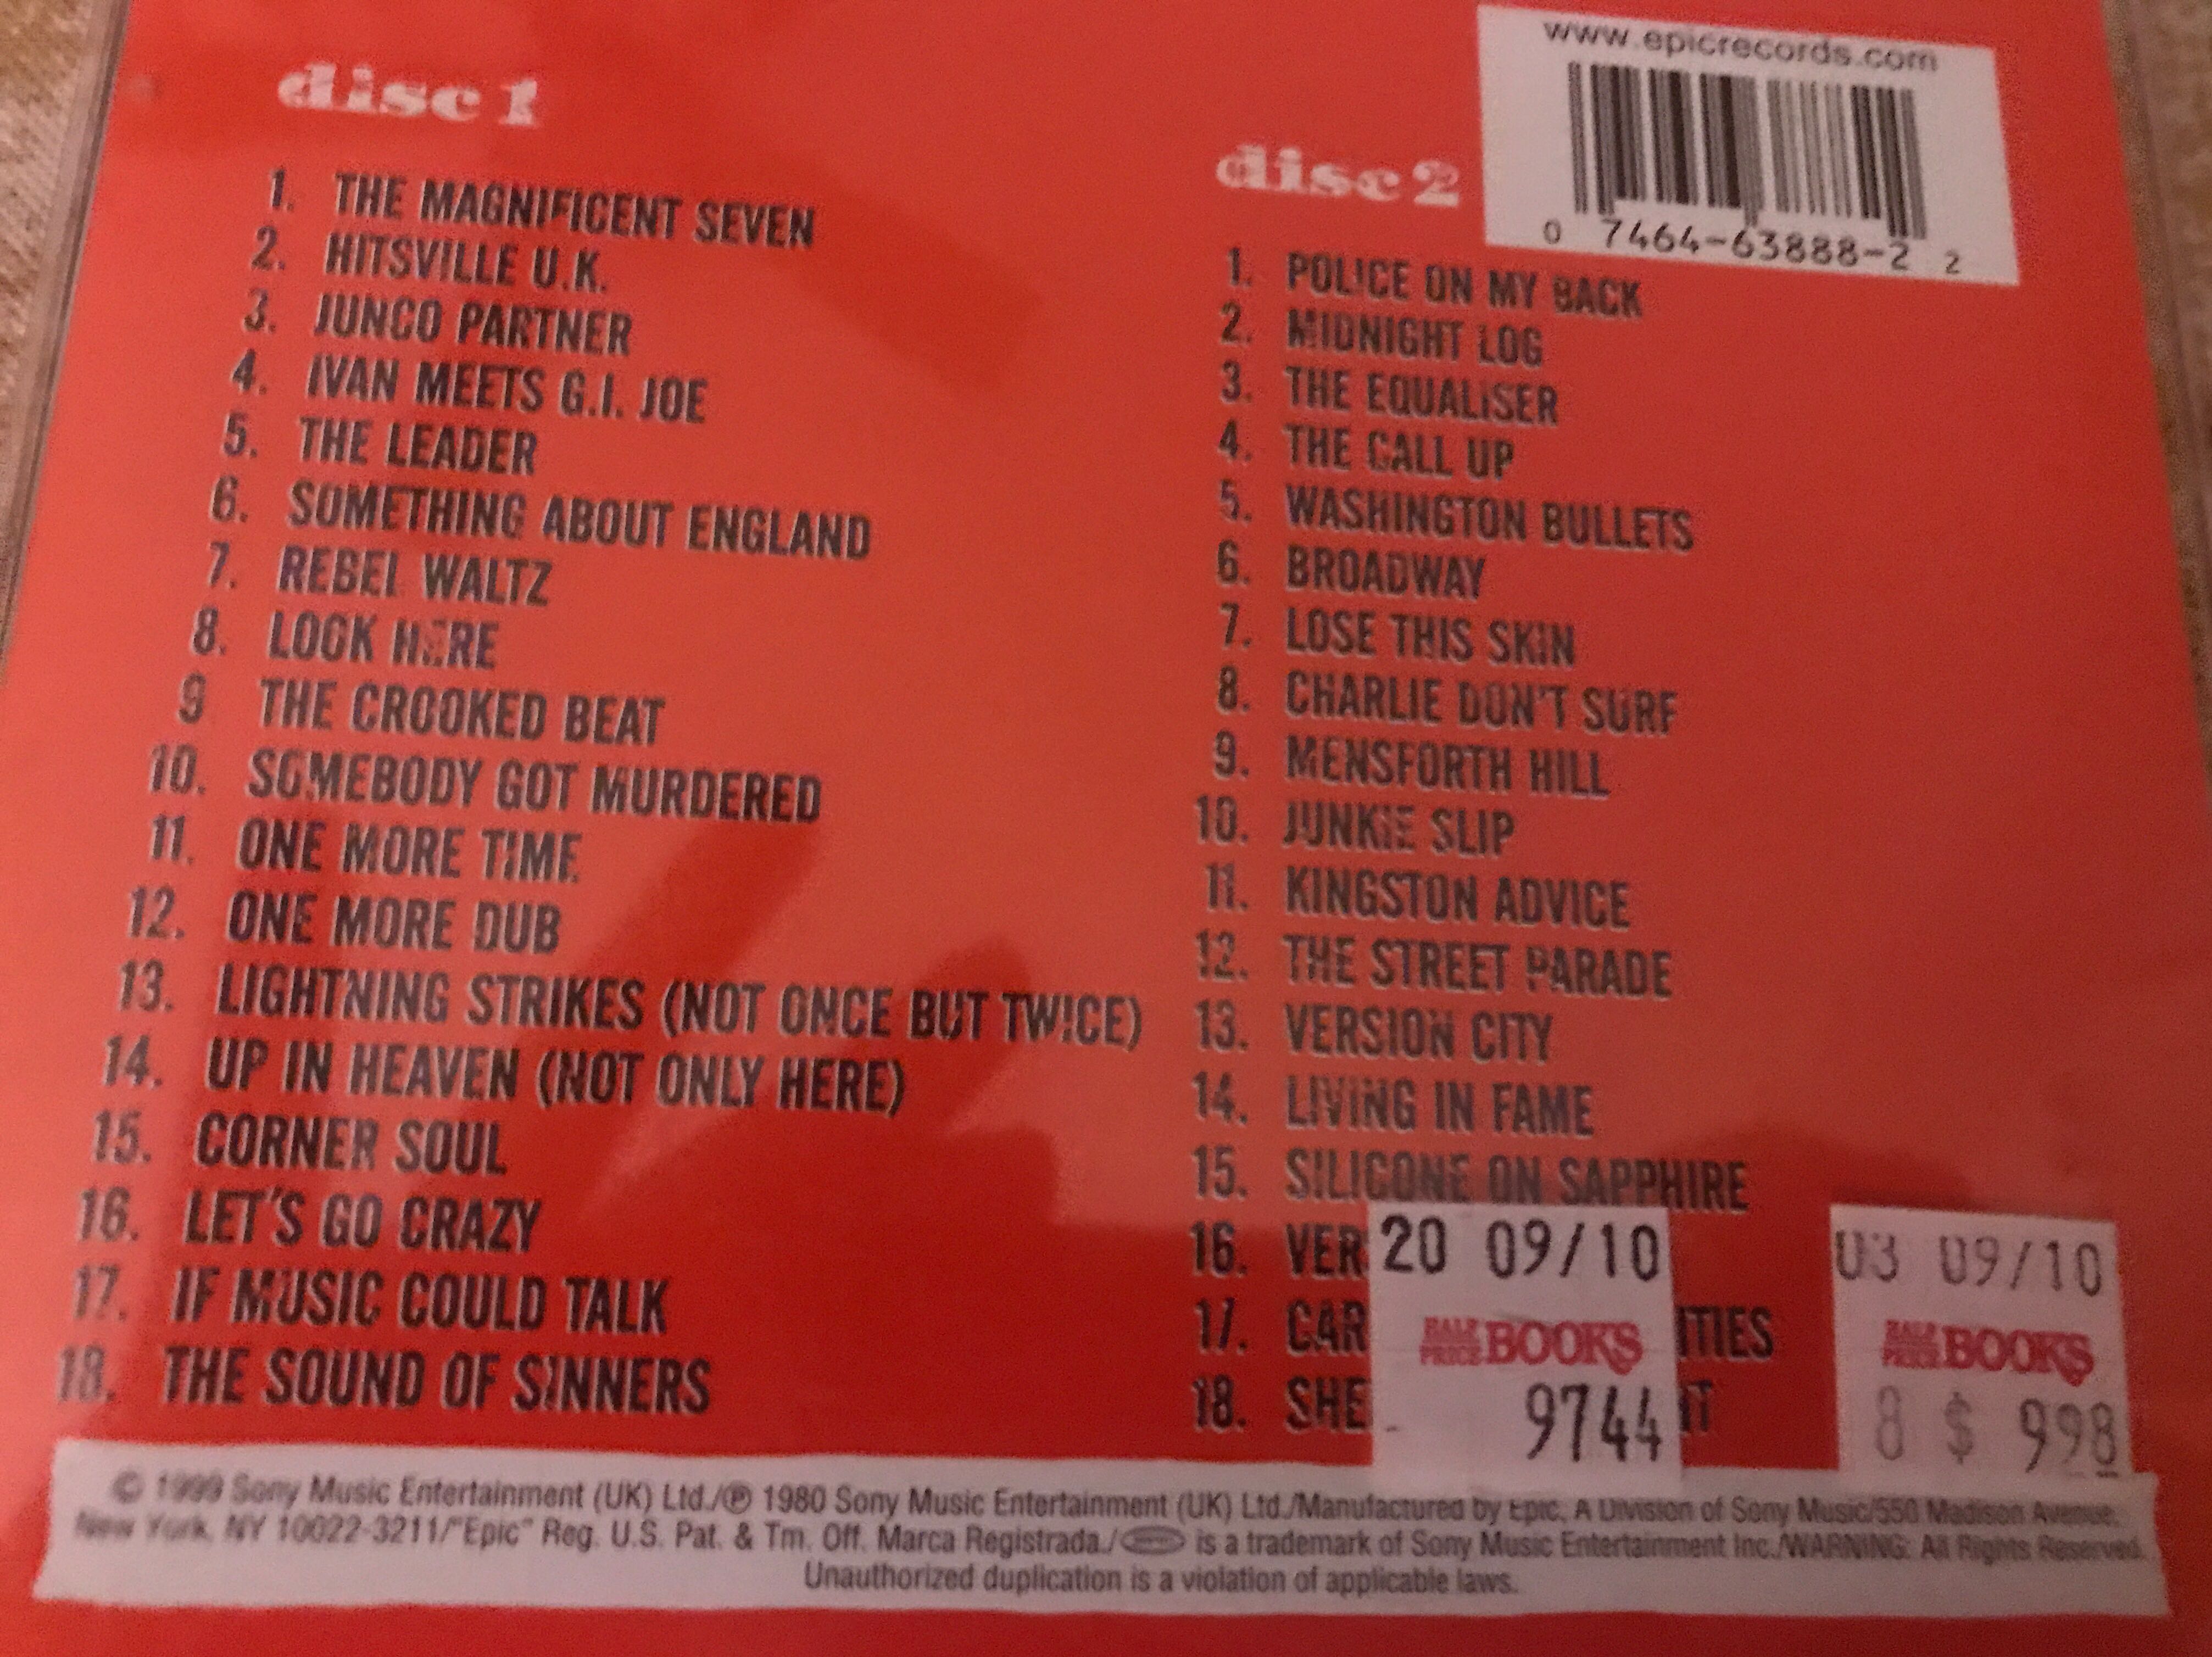 disc 1
1. THE MAGNIFICENT SEVEN
2. HITSVILLE U.K.
3. JUNCO PARTNER
4. IVAN MEETS G.I. JOE
5. THE LEADER
6. SOMETHING ABOUT ENGLAND
7. REBEL WALTZ
8. LOOK HERE
9 THE CROOKED BEAT
10. SOMEBODY GOT MURDERED
11. ONE MORE TIME
12. ONE MORE DUB
13. LIGHTNING STRIKES (NOT ONCE BUT TWICE)
14. UP IN HEAVEN (NOT ONLY HERE)
15. CORNER SOUL
16. LET'S GO CRAZY
17. IF MUSIC COULD TALK
18. THE SOUND OF SINNERS
www.epicrecords.com
0 7464-63888-2 2
disc 2
1. POLICE ON MY BACK
2. MIDNIGHT LOG
3. THE EQUALISER
4. THE CALL UP
5. WASHINGTON BULLETS
6. BROADWAY
7. LOSE THIS SKIN
8. CHARLIE DON'T SURF
9. MENSFORTH HILL
10. JUNKIE SLIP
11. KINGSTON ADVICE
12. THE STREET PARADE
13. VERSION CITY
14. LIVING IN FAME
15. SILICONE ON SAPPHIRE
16. VER
17. CAR ITIES
18. SHE IT
20 09/10
HALF PRICE BOOKS
9744
03 09/10
HALF PRICE BOOKS
8 $ 998
© 1999 Sony Music Entertainment (UK) Ltd./℗ 1980 Sony Music Entertainment (UK) Ltd./Manufactured by Epic, A Division of Sony Music/550 Madison Avenue,
New York, NY 10022-3211/"Epic" Reg. U.S. Pat. & Tm. Off. Marca Registrada./ is a trademark of Sony Music Entertainment Inc./WARNING: All Rights Reserved.
Unauthorized duplication is a violation of applicable laws.